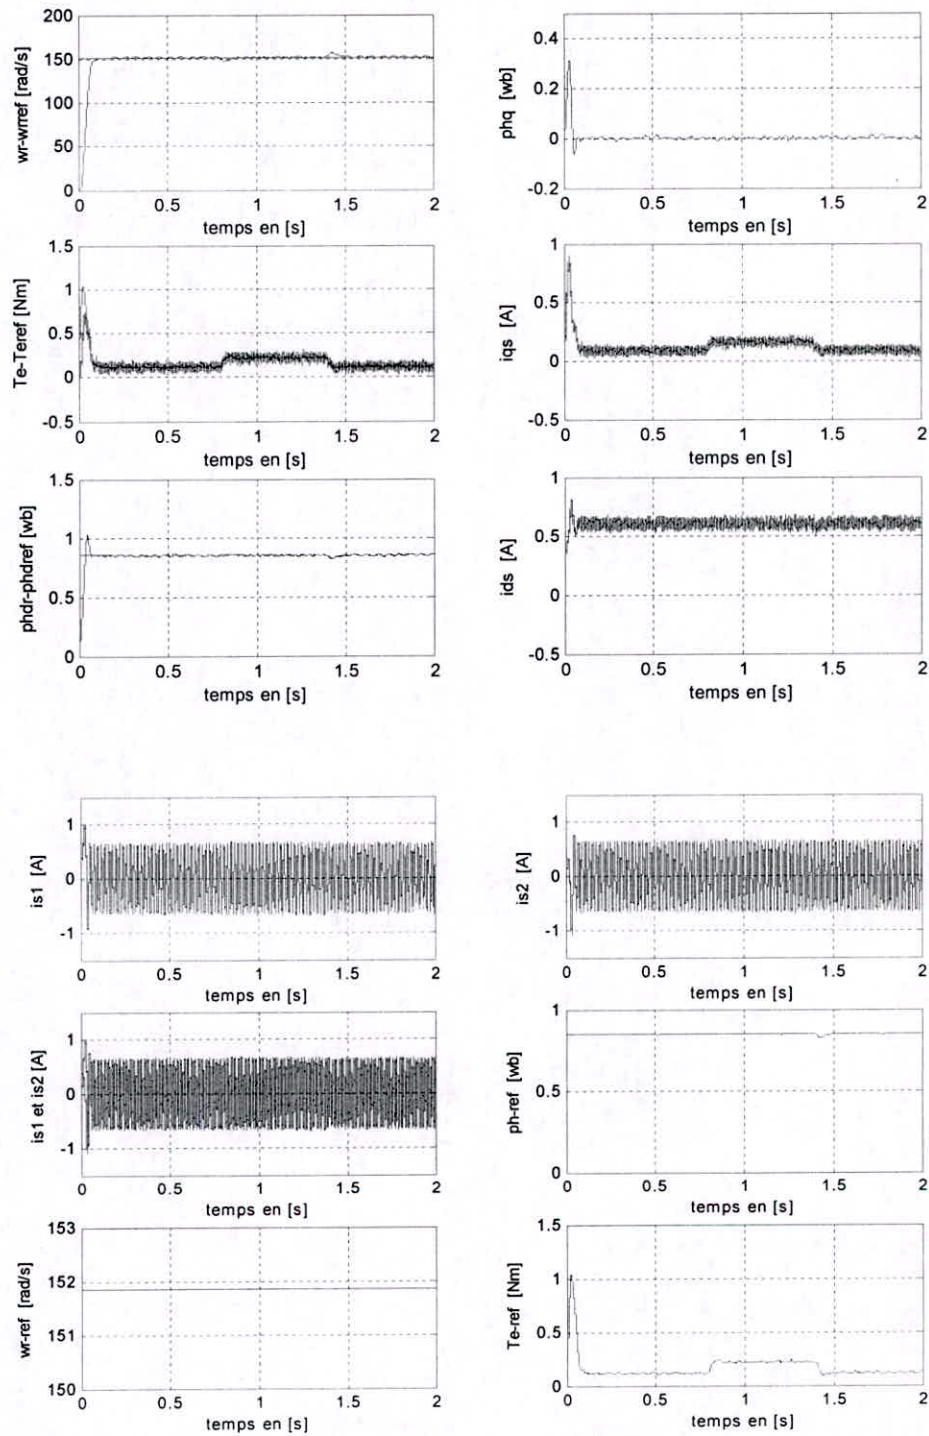 200
150
100
50
0
wr-wrref [rad/s]
0 0.5 1 1.5 2
temps en [s]
0.4
0.2
0
-0.2
phq [wb]
0 0.5 1 1.5 2
temps en [s]
1.5
1
0.5
0
-0.5
Te-Teref [Nm]
0 0.5 1 1.5 2
temps en [s]
1
0.5
0
-0.5
iqs [A]
0 0.5 1 1.5 2
temps en [s]
1.5
1
0.5
0
phdr-phdref [wb]
0 0.5 1 1.5 2
temps en [s]
1
0.5
0
-0.5
ids [A]
0 0.5 1 1.5 2
temps en [s]
1
0
-1
is1 [A]
0 0.5 1 1.5 2
temps en [s]
1
0
-1
is2 [A]
0 0.5 1 1.5 2
temps en [s]
1
0
-1
is1 et is2 [A]
0 0.5 1 1.5 2
temps en [s]
1
0.5
0
ph-ref [wb]
0 0.5 1 1.5 2
temps en [s]
153
152
151
150
wr-ref [rad/s]
0 0.5 1 1.5 2
temps en [s]
1.5
1
0.5
0
Te-ref [Nm]
0 0.5 1 1.5 2
temps en [s]